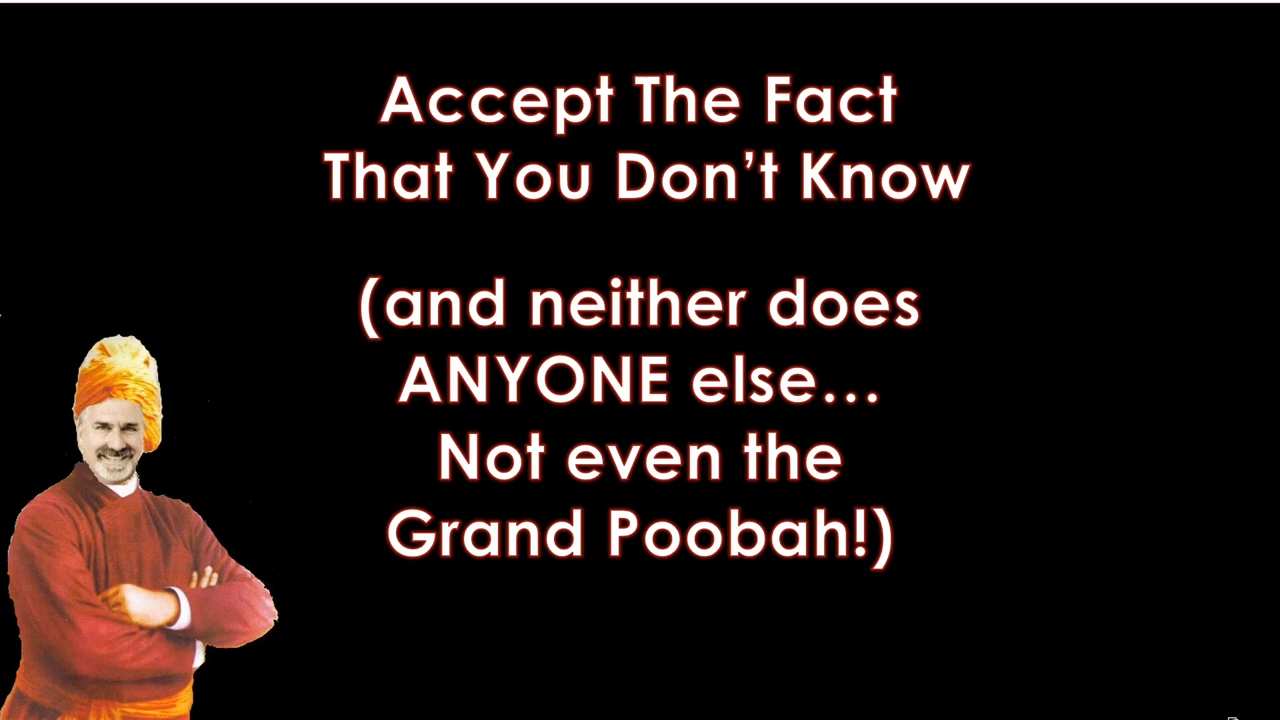 Accept The Fact
That You Don’t Know
(and neither does
ANYONE else…
Not even the
Grand Poobah!)